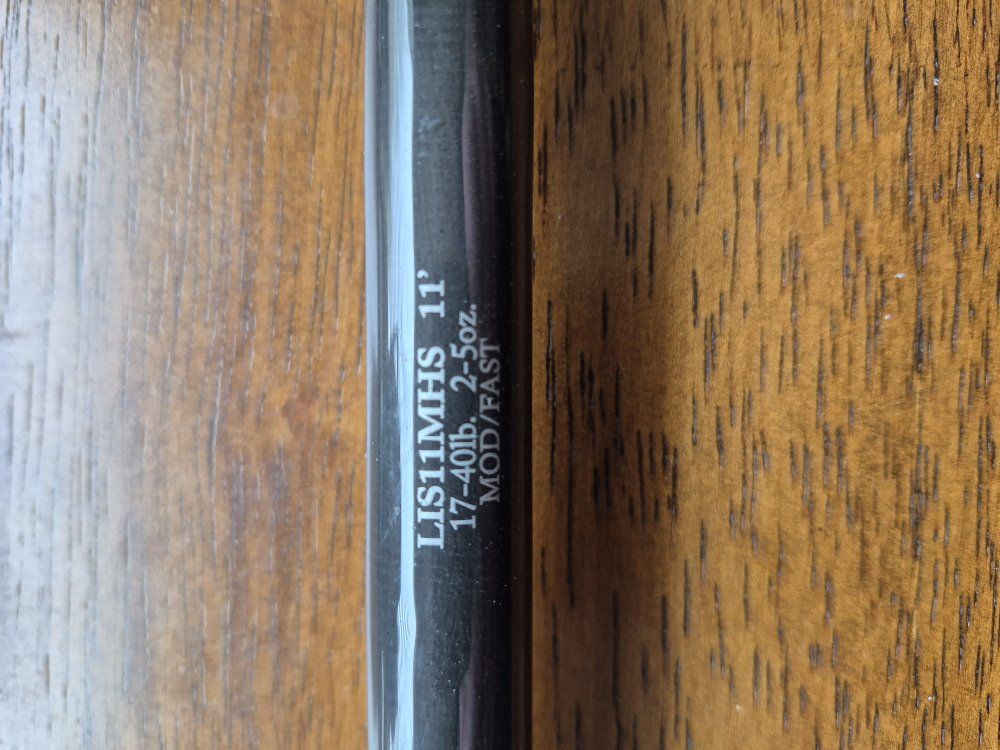 LIS11MHS 11’
17-40lb. 2-5oz.
MOD/FAST